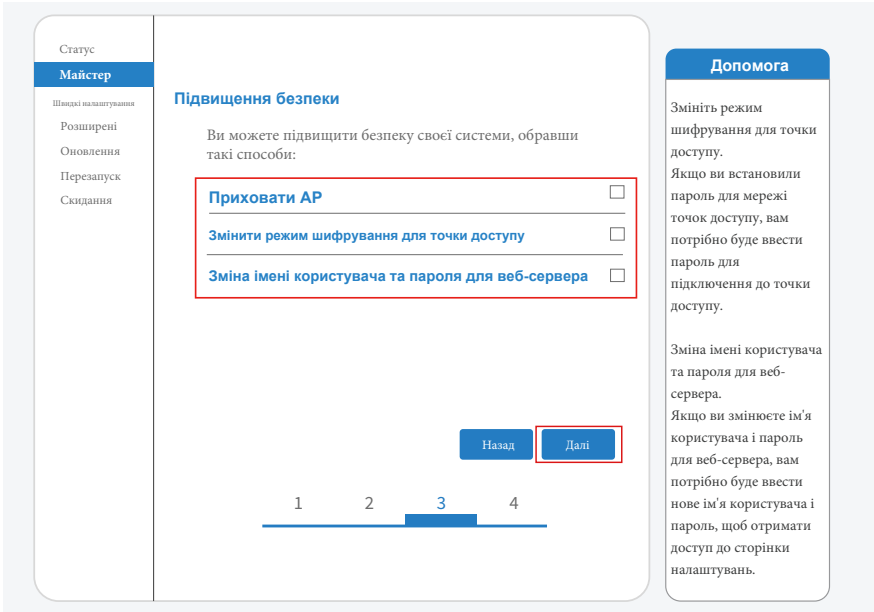 Статус
Майстер
Швидкі налаштування
Розширені
Оновлення
Перезапуск
Скидання
Підвищення безпеки
Ви можете підвищити безпеку своєї системи, обравши
такі способи:
Приховати AP
Змінити режим шифрування для точки доступу
Зміна імені користувача та пароля для веб-сервера
Назад
Далі
1 2 3 4
Допомога
Змініть режим
шифрування для точки
доступу.
Якщо ви встановили
пароль для мережі
точок доступу, вам
потрібно буде ввести
пароль для
підключення до точки
доступу.
Зміна імені користувача
та пароля для веб-
сервера.
Якщо ви змінюєте ім'я
користувача і пароль
для веб-сервера, вам
потрібно буде ввести
нове ім'я користувача і
пароль, щоб отримати
доступ до сторінки
налаштувань.